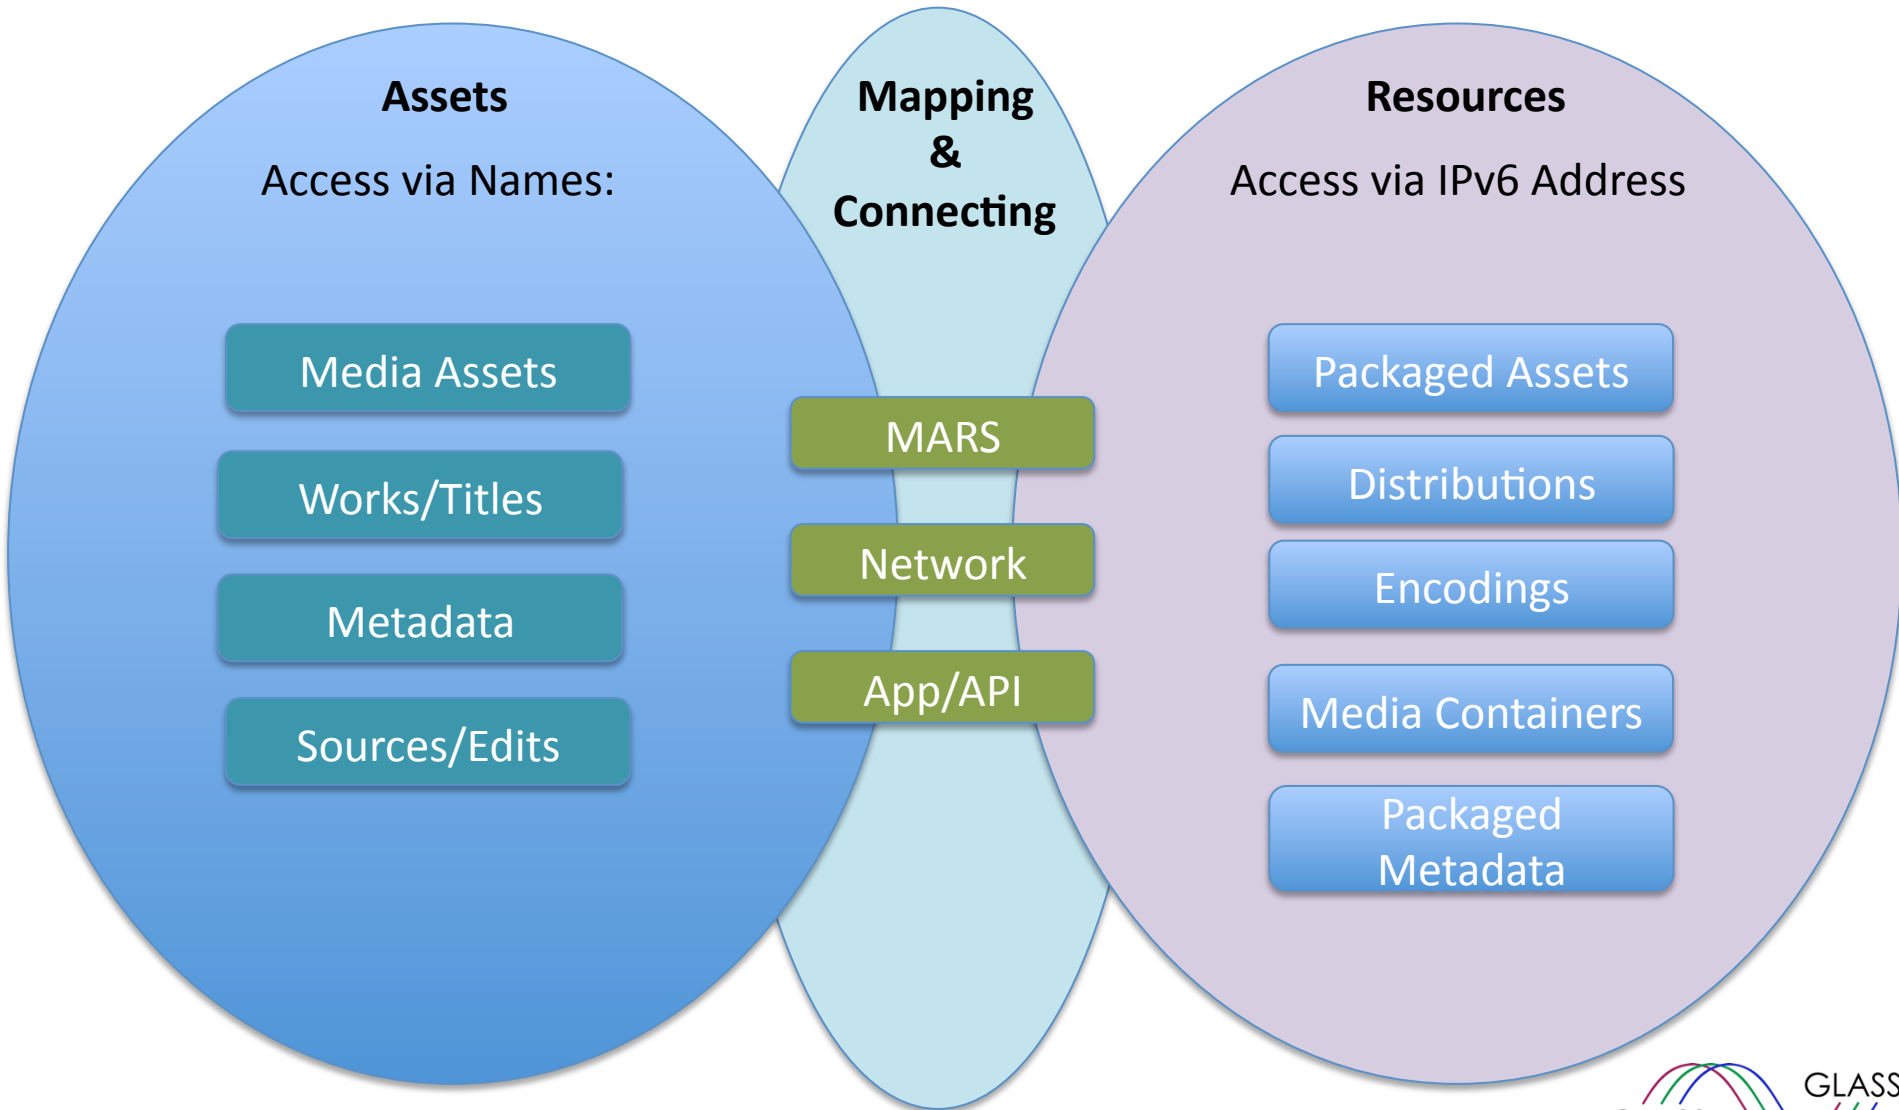 Assets
Access via Names:
Media Assets
Works/Titles
Metadata
Sources/Edits
Mapping
&
Connecting
MARS
Network
App/API
Resources
Access via IPv6 Address
Packaged Assets
Distributions
Encodings
Media Containers
Packaged
Metadata
GLASS